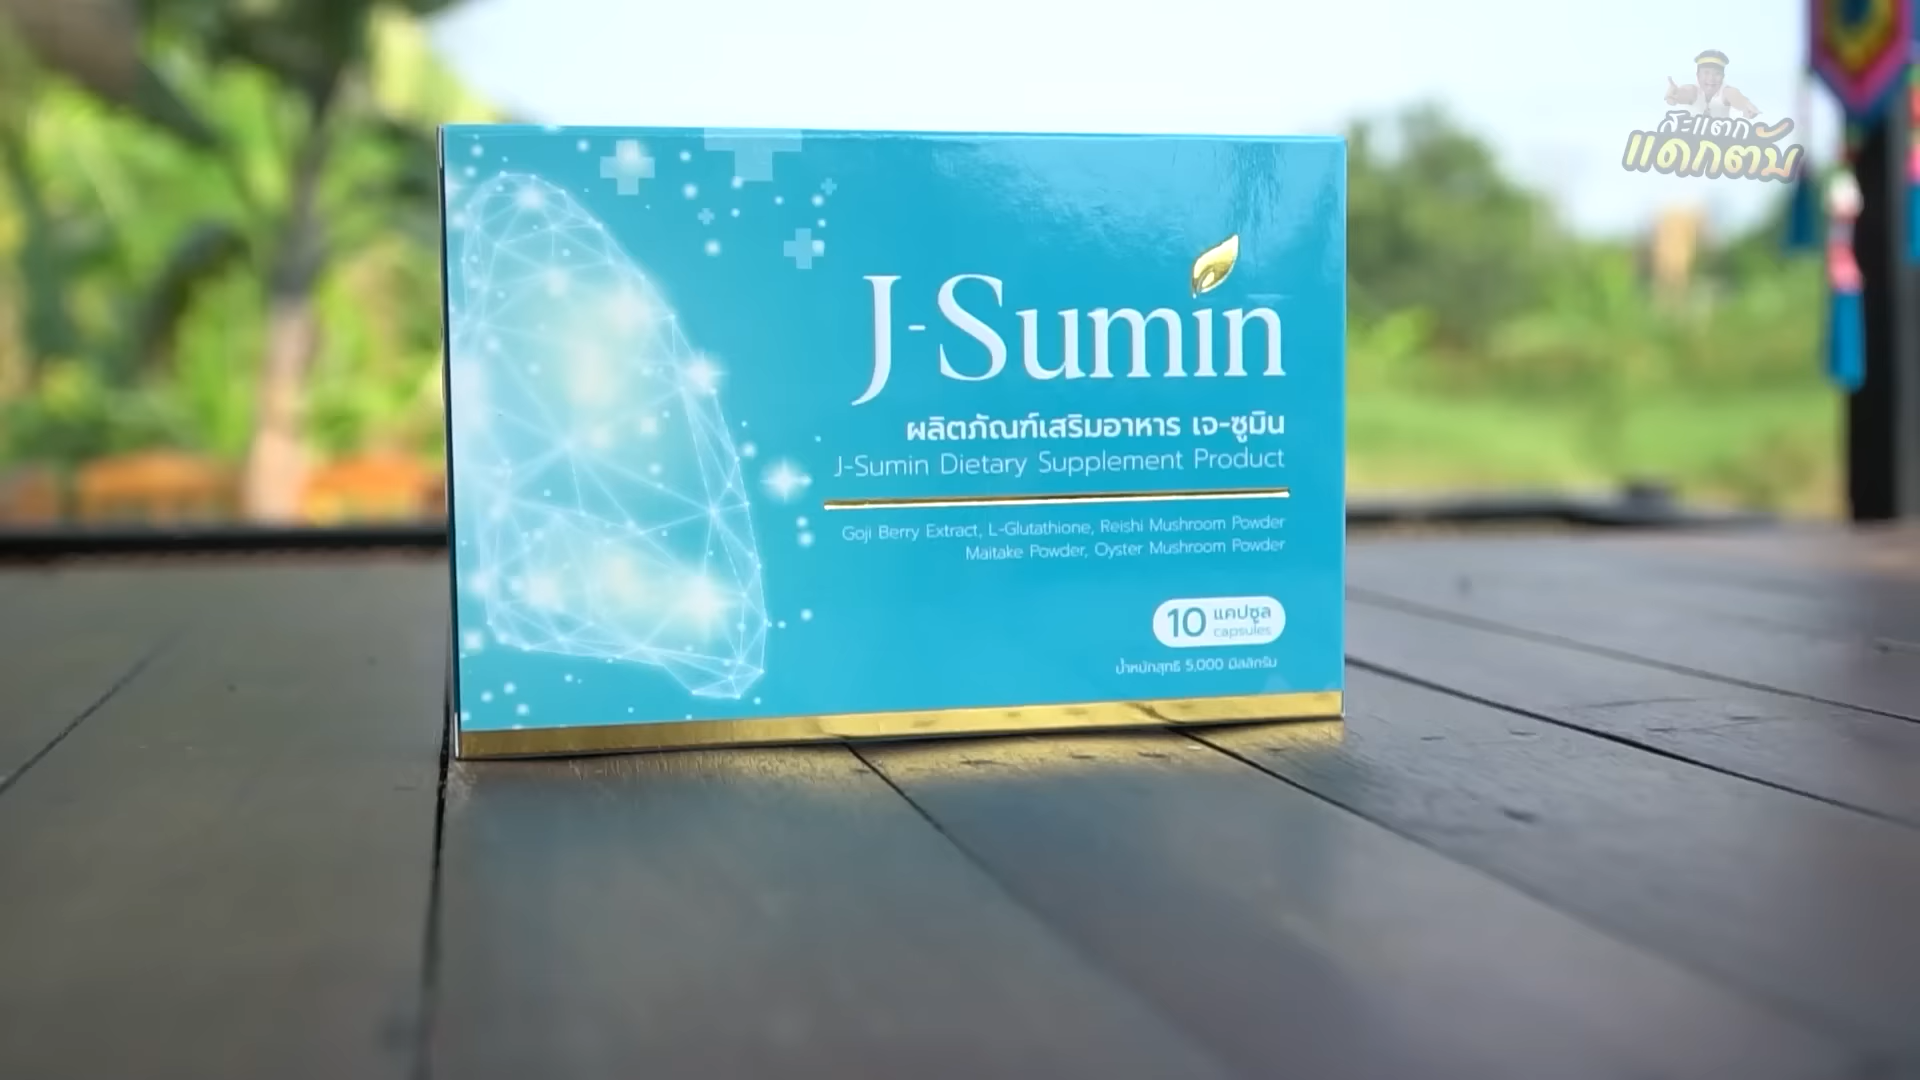 สะแตก
แด๊กตับ
J-Sumin
ผลิตภัณฑ์เสริมอาหาร เจ-ซูมิน
J-Sumin Dietary Supplement Product
Goji Berry Extract, L-Glutathione, Reishi Mushroom Powder
Maitake Powder, Oyster Mushroom Powder
10 แคปซูล
capsules
น้ำหนักสุทธิ 5,000 มิลลิกรัม